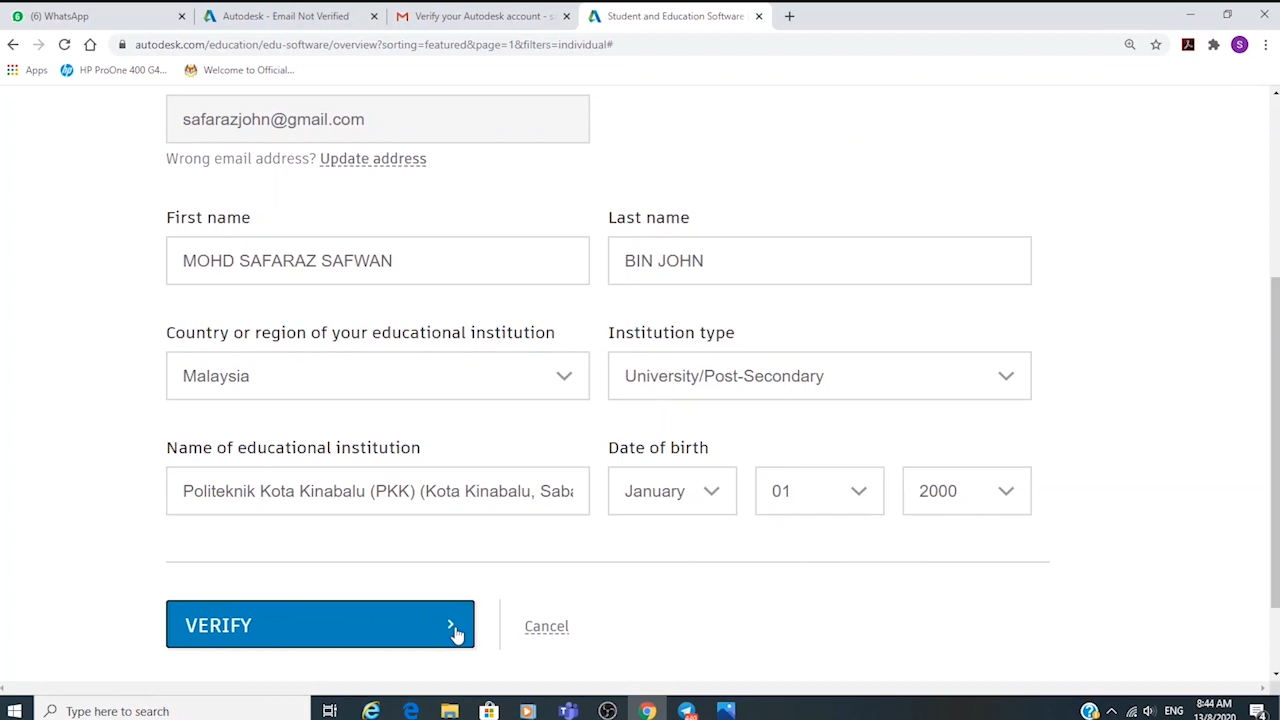 (6) WhatsApp
Autodesk - Email Not Verified
Verify your Autodesk account - s
Student and Education Software
autodesk.com/education/edu-software/overview?sorting=featured&page=1&filters=individual#
S
Apps
HP ProOne 400 G4...
Welcome to Official...
safarazjohn@gmail.com
Wrong email address? Update address
First name
Last name
MOHD SAFARAZ SAFWAN
BIN JOHN
Country or region of your educational institution
Institution type
Malaysia
University/Post-Secondary
Name of educational institution
Date of birth
Politeknik Kota Kinabalu (PKK) (Kota Kinabalu, Saba
January
01
2000
VERIFY
Cancel
Type here to search
ENG
8:44 AM
13/8/2020